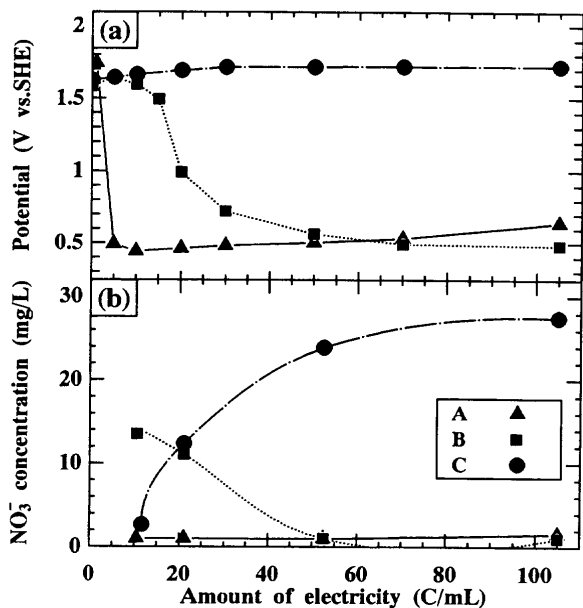 2
(a)
1.5
1
0.5
Potential (V vs.SHE)
30
(b)
20
10
0
NO₃⁻ concentration (mg/L)
A
B
C
0 20 40 60 80 100
Amount of electricity (C/mL)